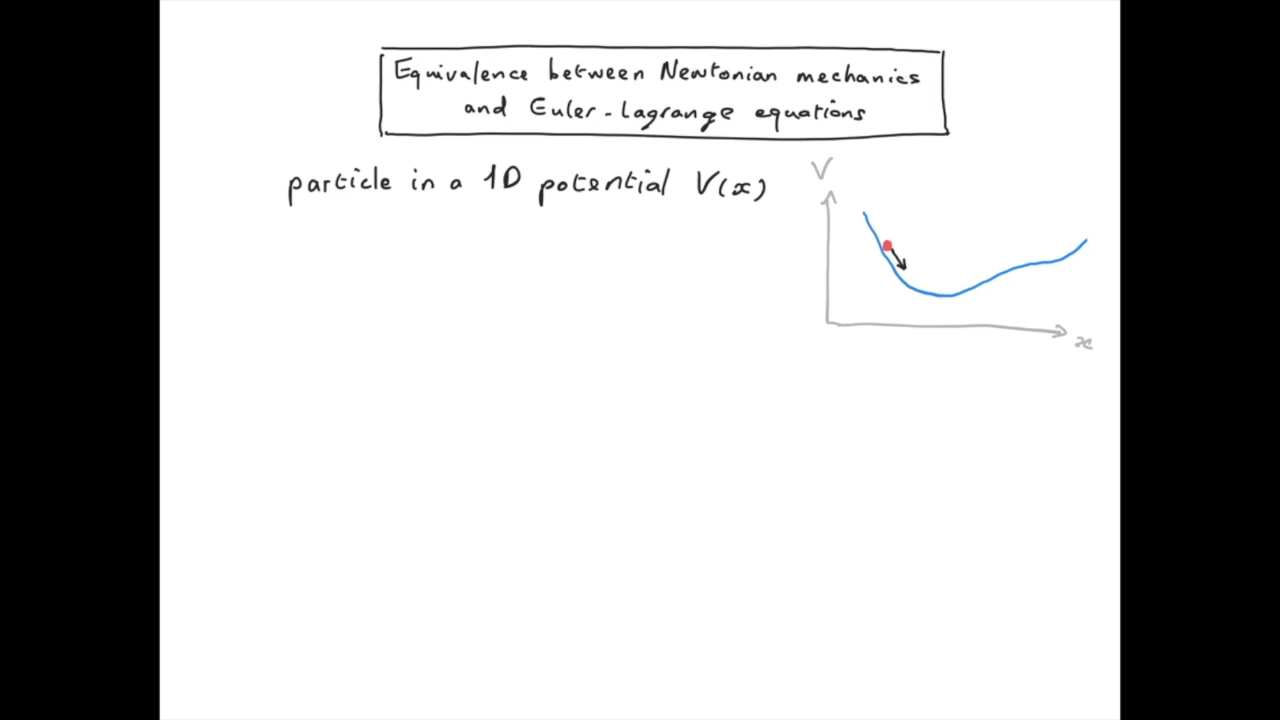 Equivalence between Newtonian mechanics
and Euler-Lagrange equations
particle in a 1D potential V(x)
V
x